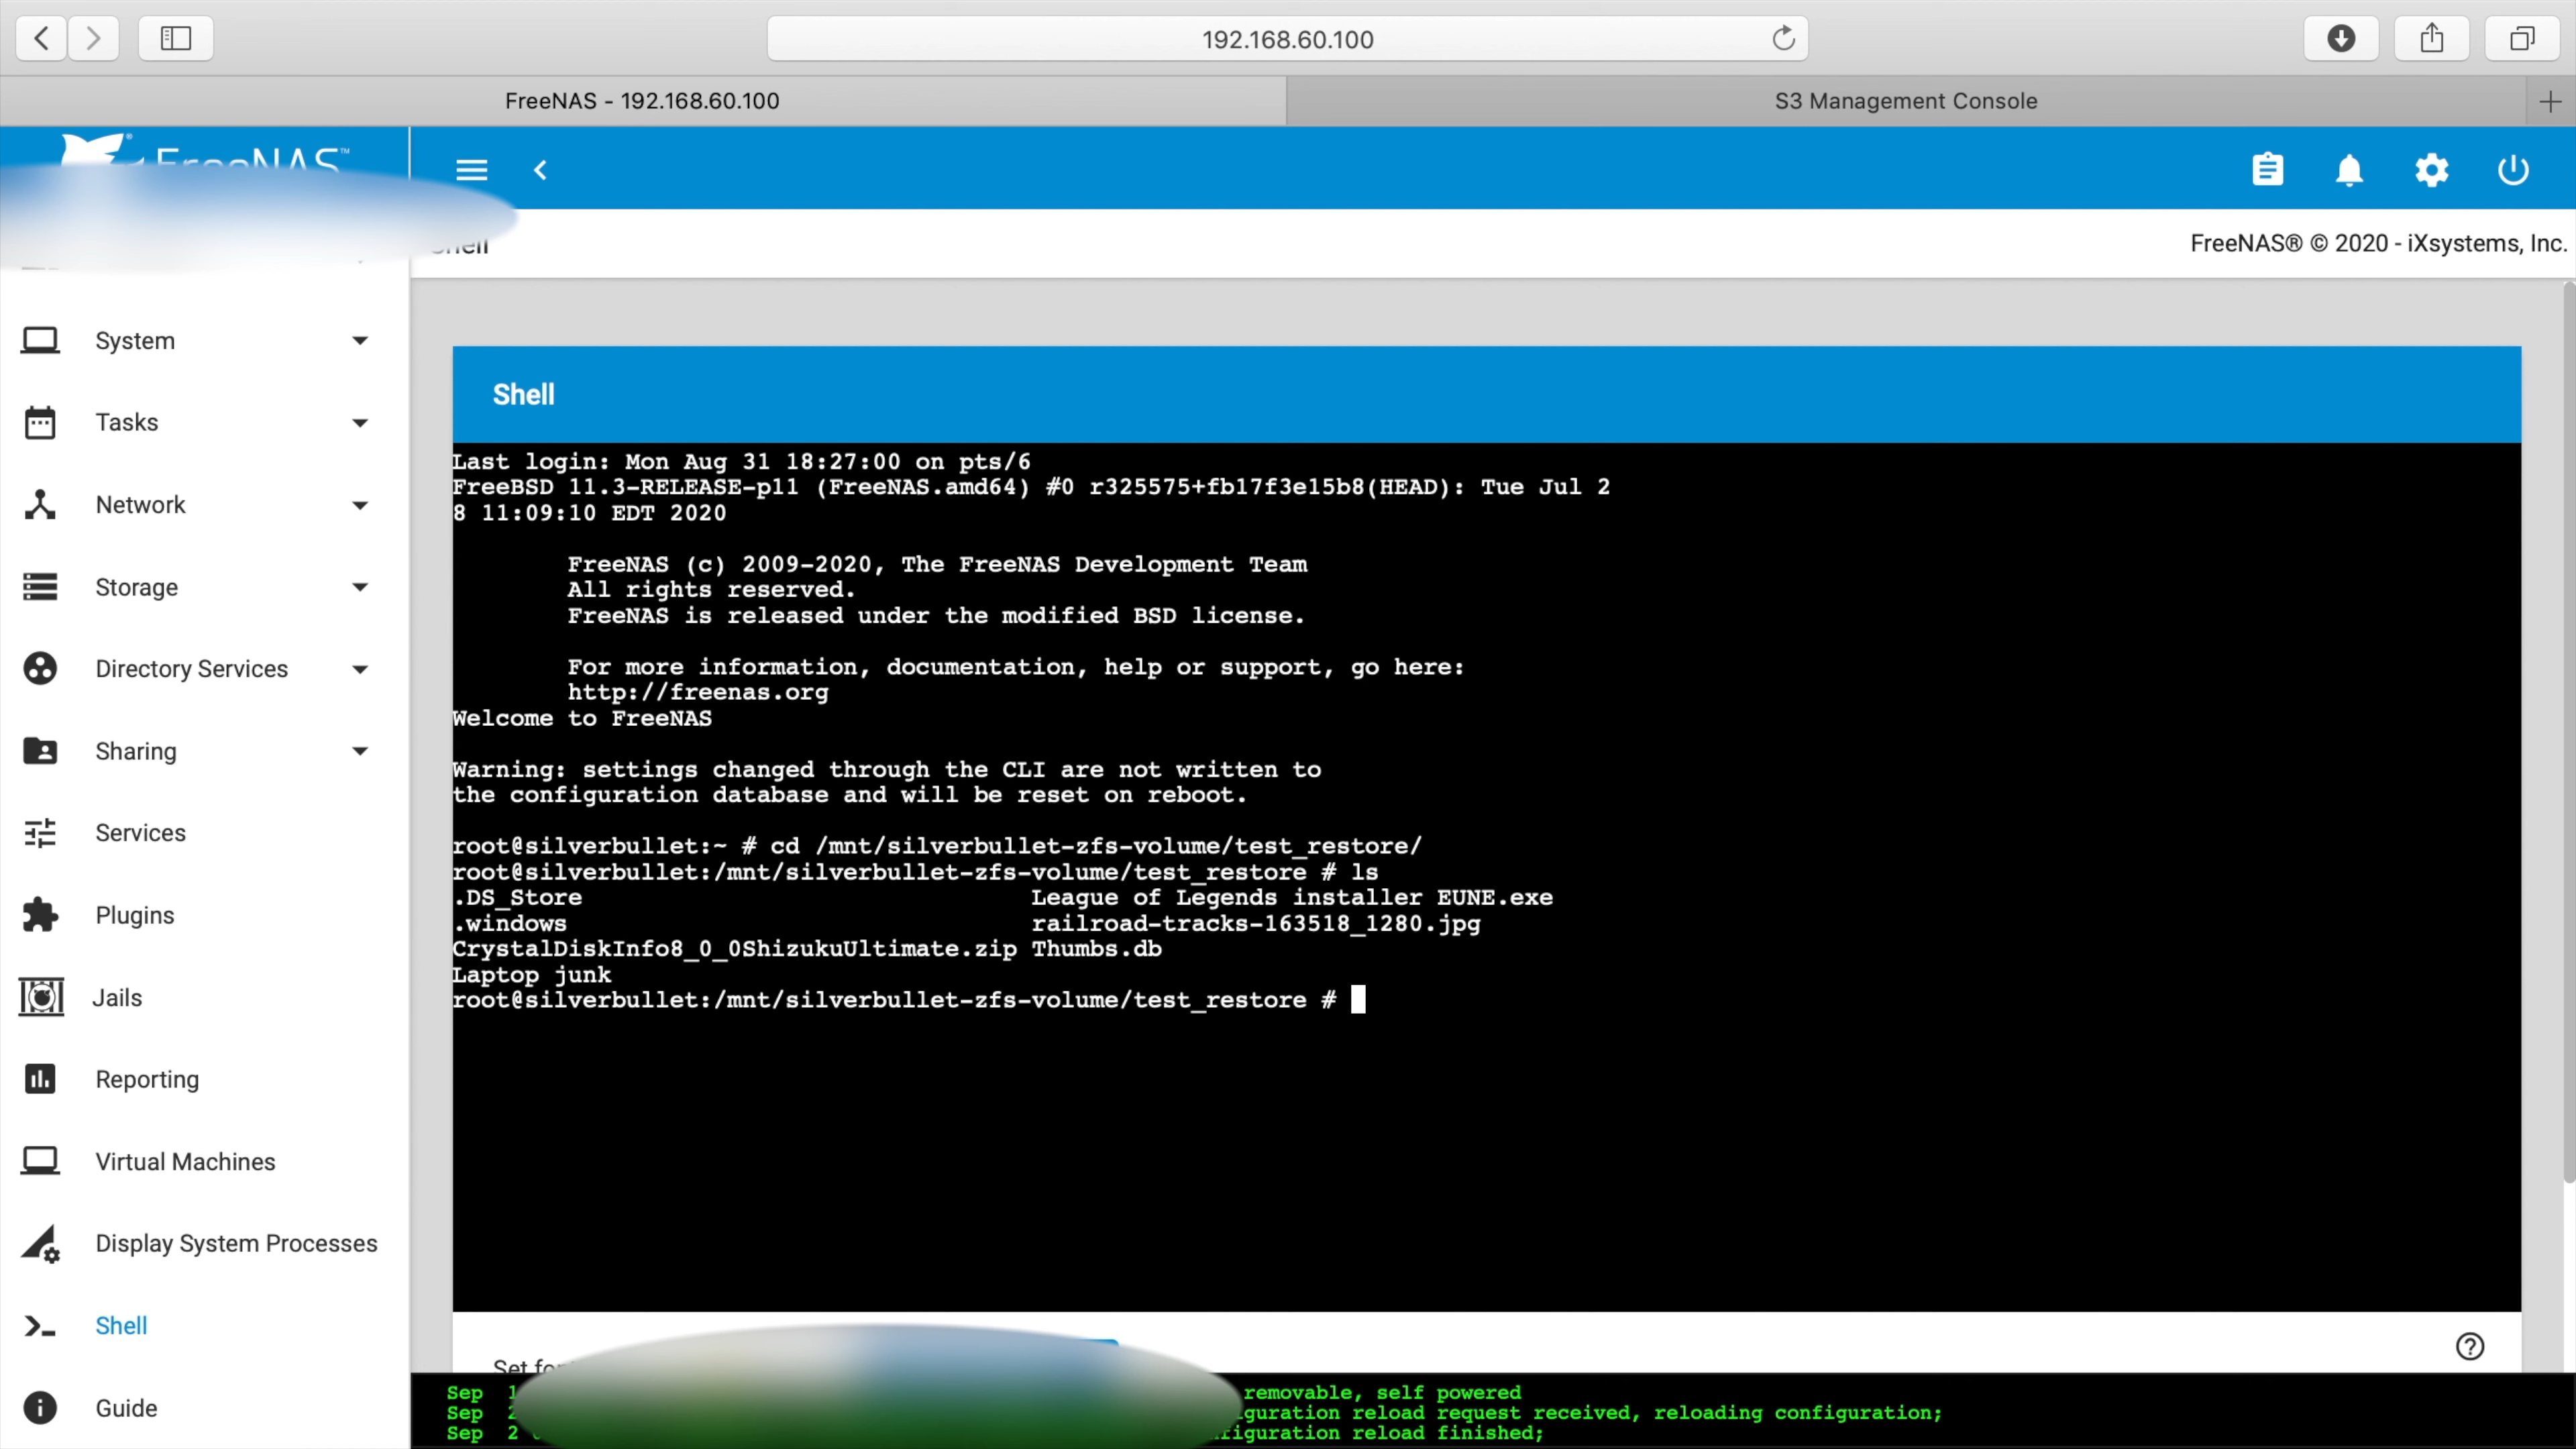 192.168.60.100
FreeNAS - 192.168.60.100
S3 Management Console
FreeNAS™
FreeNAS® © 2020 - iXsystems, Inc.
System
Tasks
Network
Storage
Directory Services
Sharing
Services
Plugins
Jails
Reporting
Virtual Machines
Display System Processes
Shell
Guide
Shell
Last login: Mon Aug 31 18:27:00 on pts/6
FreeBSD 11.3-RELEASE-p11 (FreeNAS.amd64) #0 r325575+fb17f3e15b8(HEAD): Tue Jul 2
8 11:09:10 EDT 2020
FreeNAS (c) 2009-2020, The FreeNAS Development Team
All rights reserved.
FreeNAS is released under the modified BSD license.
For more information, documentation, help or support, go here:
http://freenas.org
Welcome to FreeNAS
Warning: settings changed through the CLI are not written to
the configuration database and will be reset on reboot.
root@silverbullet:~ # cd /mnt/silverbullet-zfs-volume/test_restore/
root@silverbullet:/mnt/silverbullet-zfs-volume/test_restore # ls
.DS_Store League of Legends installer EUNE.exe
.windows railroad-tracks-163518_1280.jpg
CrystalDiskInfo8_0_0ShizukuUltimate.zip Thumbs.db
Laptop junk
root@silverbullet:/mnt/silverbullet-zfs-volume/test_restore #
Set
Sep removable, self powered
Sep reload request received, reloading configuration;
Sep 2 reload finished;